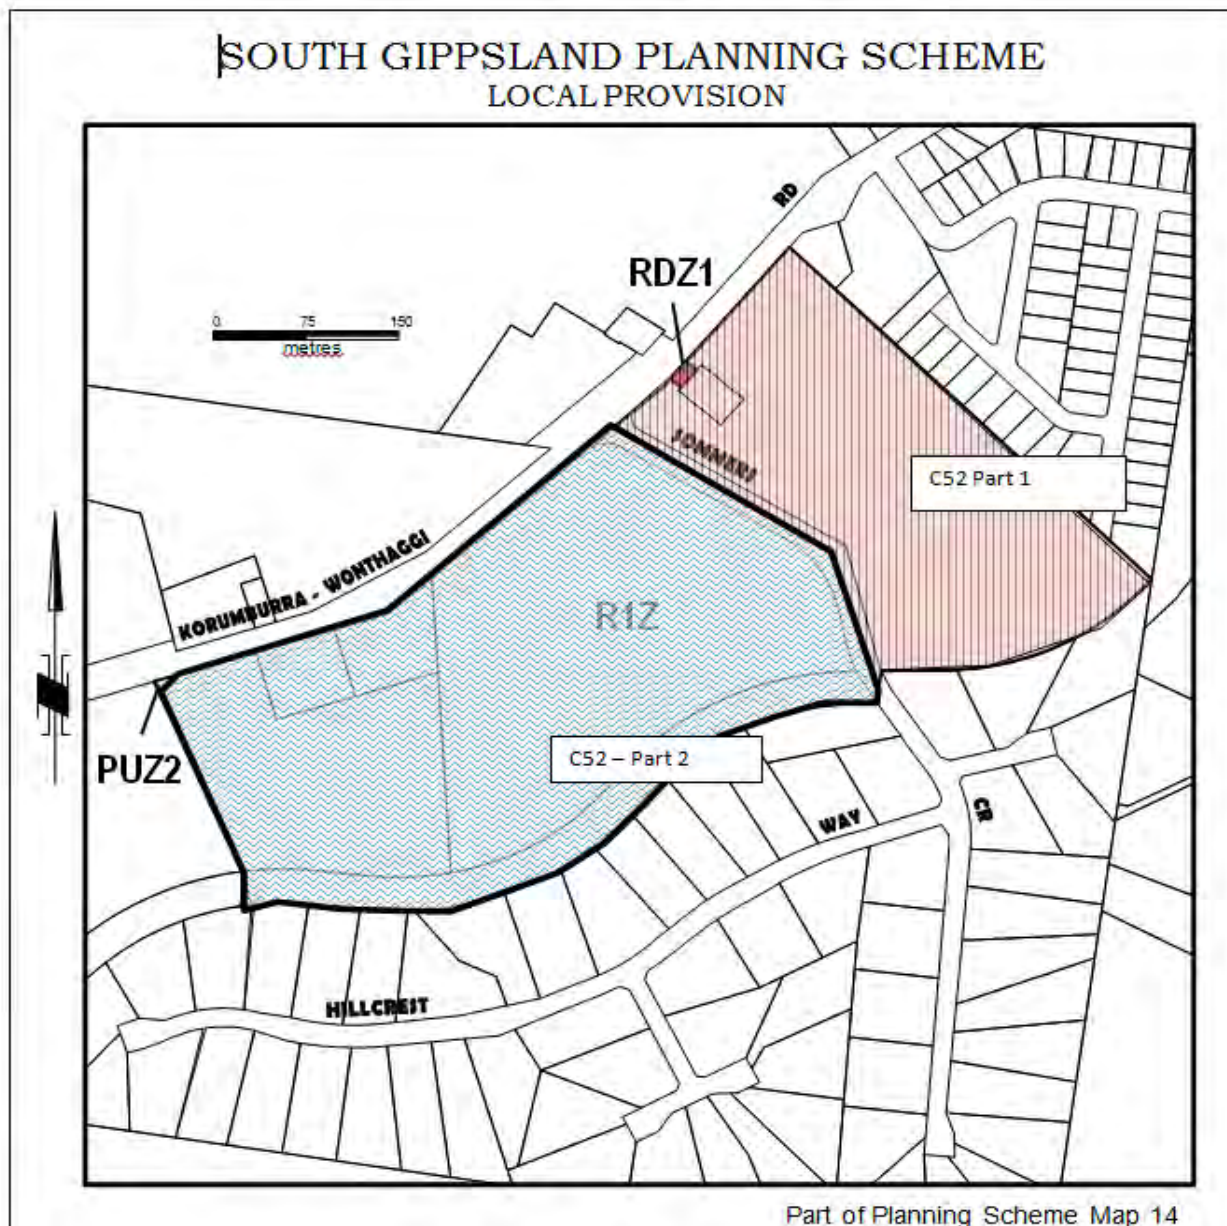 SOUTH GIPPSLAND PLANNING SCHEME
LOCAL PROVISION
RD
RDZ1
0 75 150
metres
SOMMERS
C52 Part 1
KORUMBURRA - WONTHAGGI
R1Z
PUZ2
C52 – Part 2
WAY
CR
HILLCREST
Part of Planning Scheme Map 14